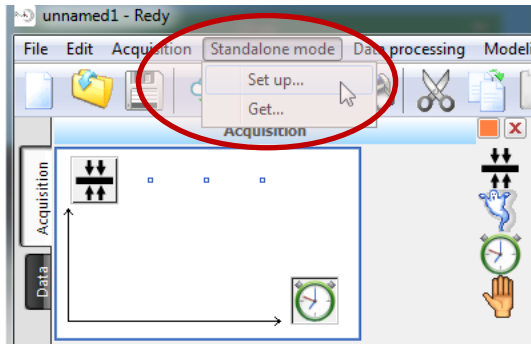 unnamed1 - Redy
File Edit Acquisition Standalone mode Data processing Modeli
Set up...
Get...
Acquisition
Acquisition
Data